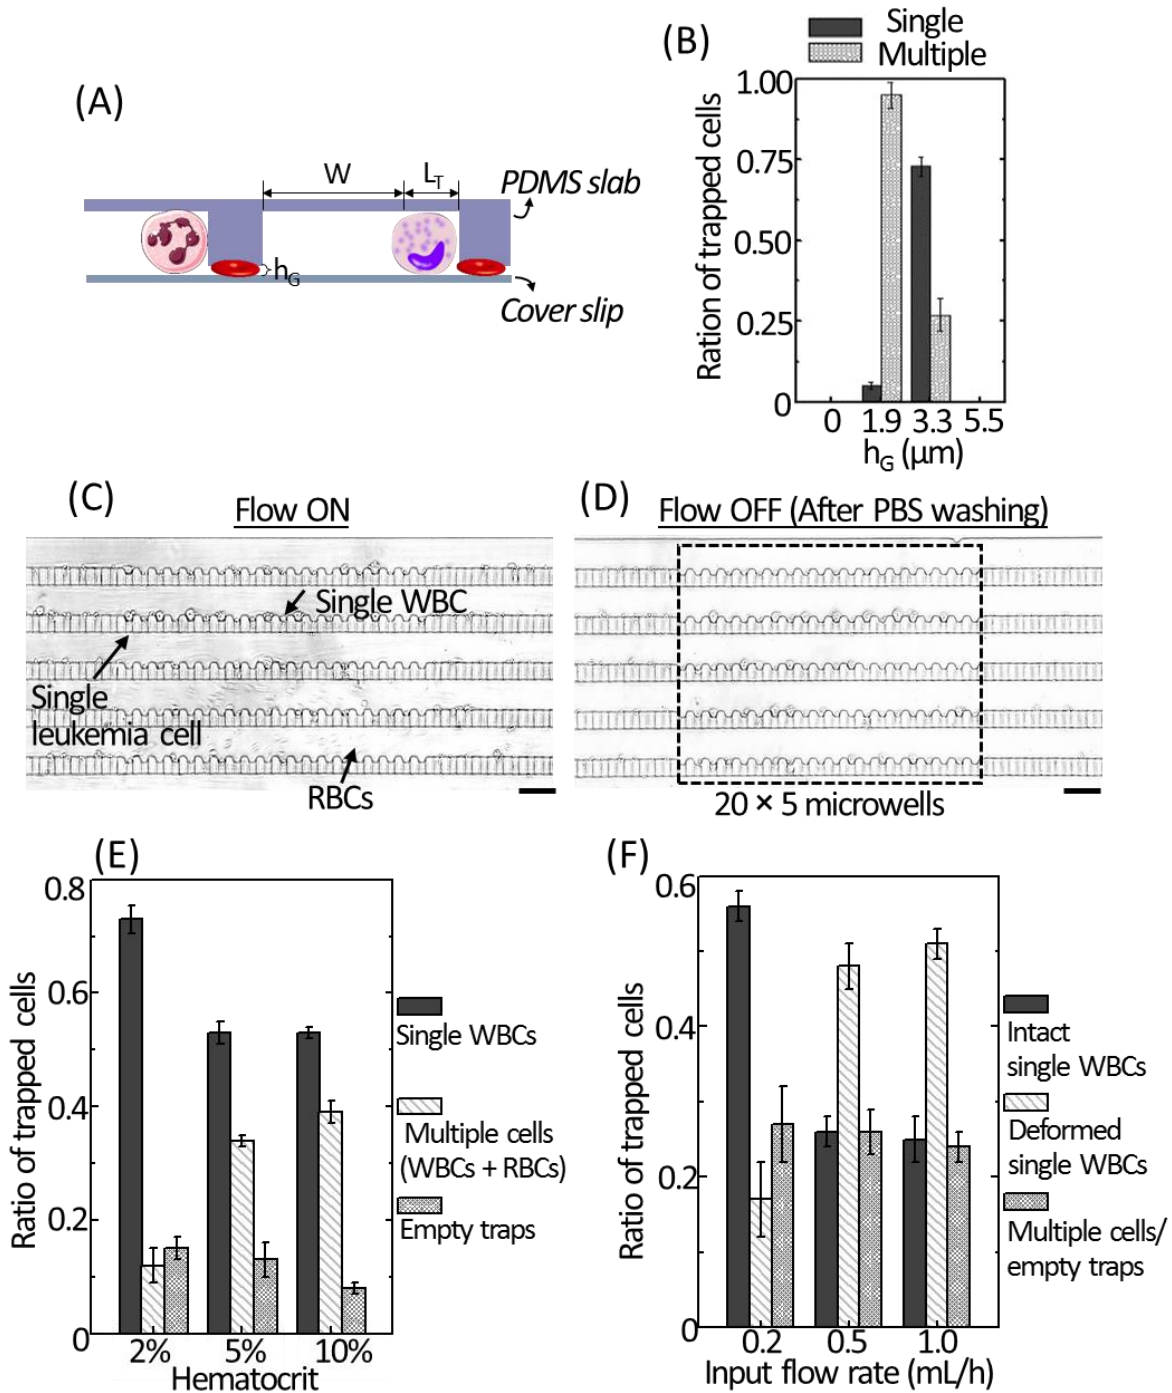 (A)
W
L_T
PDMS slab
h_G
Cover slip
(B)
Single
Multiple
Ration of trapped cells
1.00
0.75
0.50
0.25
0
0 1.9 3.3 5.5
h_G (μm)
(C)
Flow ON
Single WBC
Single
leukemia cell
RBCs
(D)
Flow OFF (After PBS washing)
20 × 5 microwells
(E)
Ratio of trapped cells
0.8
0.6
0.4
0.2
0
2% 5% 10%
Hematocrit
Single WBCs
Multiple cells
(WBCs + RBCs)
Empty traps
(F)
Ratio of trapped cells
0.6
0.4
0.2
0
0.2 0.5 1.0
Input flow rate (mL/h)
Intact
single WBCs
Deformed
single WBCs
Multiple cells/
empty traps